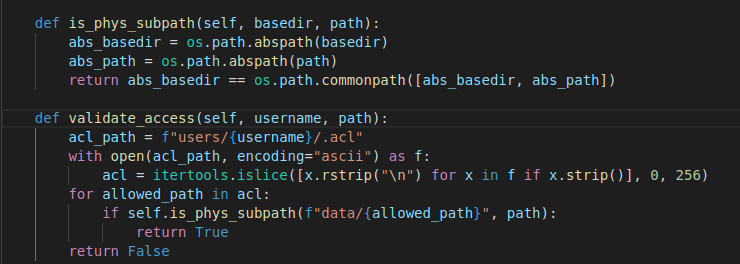 def is_phys_subpath(self, basedir, path):
    abs_basedir = os.path.abspath(basedir)
    abs_path = os.path.abspath(path)
    return abs_basedir == os.path.commonpath([abs_basedir, abs_path])

def validate_access(self, username, path):
    acl_path = f"users/{username}/.acl"
    with open(acl_path, encoding="ascii") as f:
        acl = itertools.islice([x.rstrip("\n") for x in f if x.strip()], 0, 256)
    for allowed_path in acl:
        if self.is_phys_subpath(f"data/{allowed_path}", path):
            return True
    return False